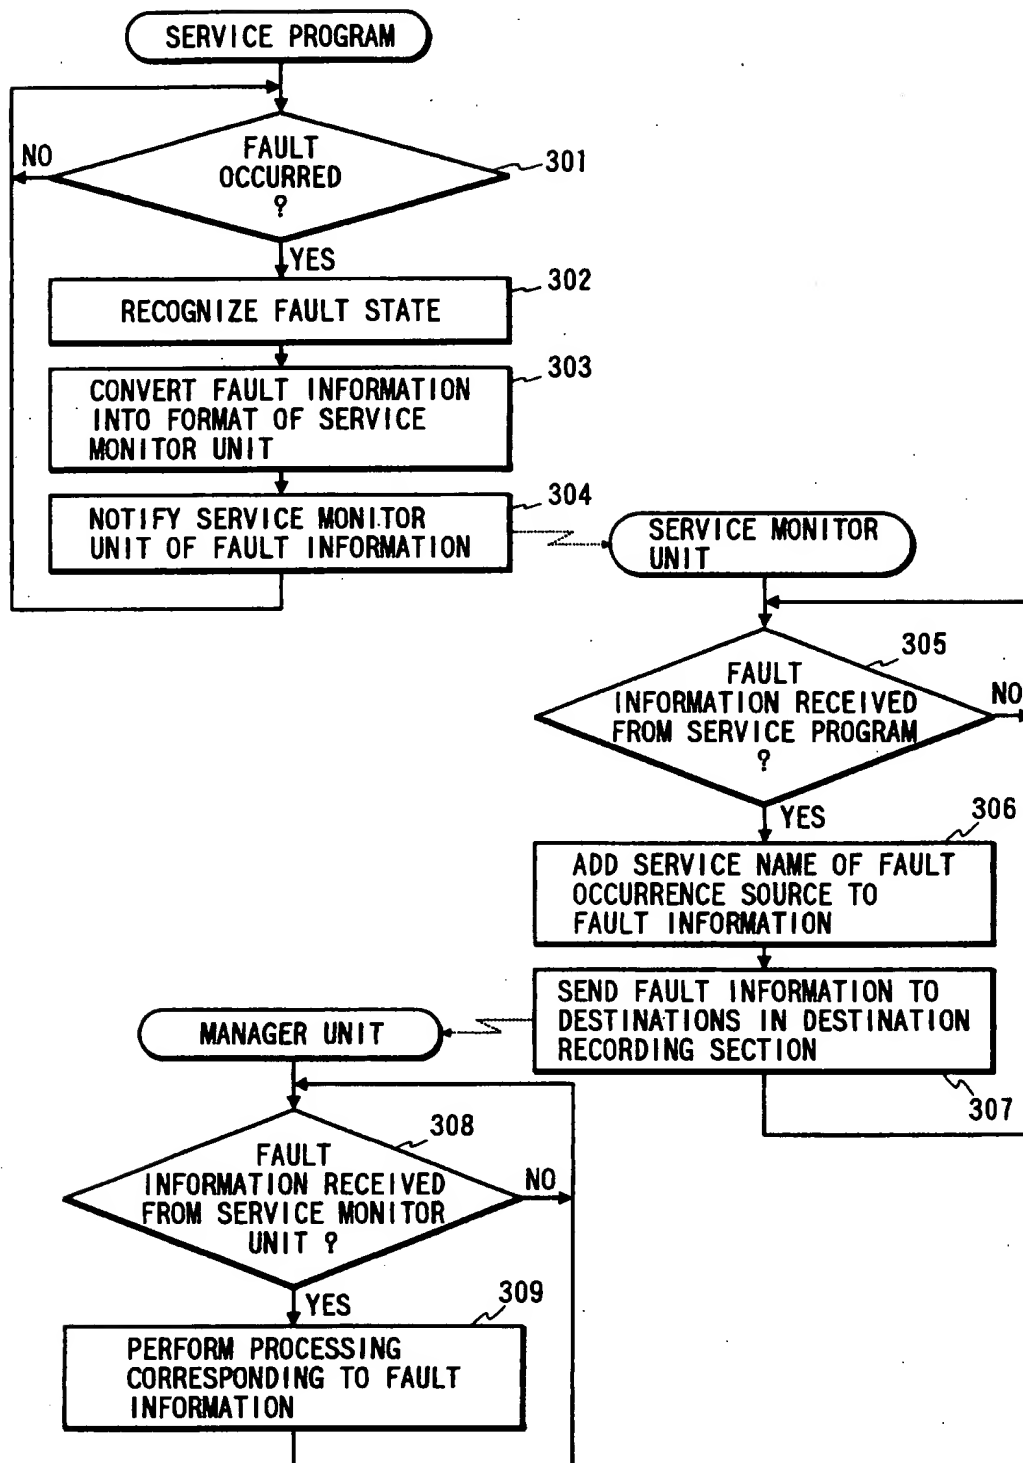 SERVICE PROGRAM
FAULT
OCCURRED
?
301
NO
YES
302
RECOGNIZE FAULT STATE
303
CONVERT FAULT INFORMATION
INTO FORMAT OF SERVICE
MONITOR UNIT
304
NOTIFY SERVICE MONITOR
UNIT OF FAULT INFORMATION
SERVICE MONITOR
UNIT
305
FAULT
INFORMATION RECEIVED
FROM SERVICE PROGRAM
?
NO
YES
306
ADD SERVICE NAME OF FAULT
OCCURRENCE SOURCE TO
FAULT INFORMATION
SEND FAULT INFORMATION TO
DESTINATIONS IN DESTINATION
RECORDING SECTION
307
MANAGER UNIT
308
FAULT
INFORMATION RECEIVED
FROM SERVICE MONITOR
UNIT ?
NO
YES
309
PERFORM PROCESSING
CORRESPONDING TO FAULT
INFORMATION